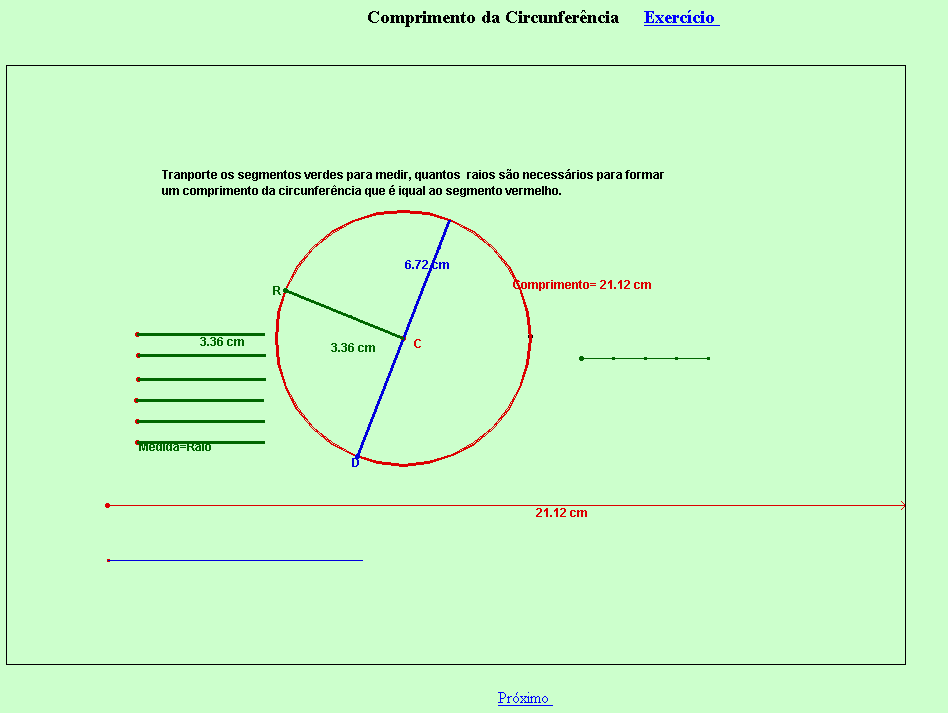 Comprimento da Circunferência Exercício
Tranporte os segmentos verdes para medir, quantos raios são necessários para formar
um comprimento da circunferência que é iqual ao segmento vermelho.
6.72 cm
Comprimento= 21.12 cm
R
3.36 cm
3.36 cm
C
Medida=Raio
D
21.12 cm
Próximo